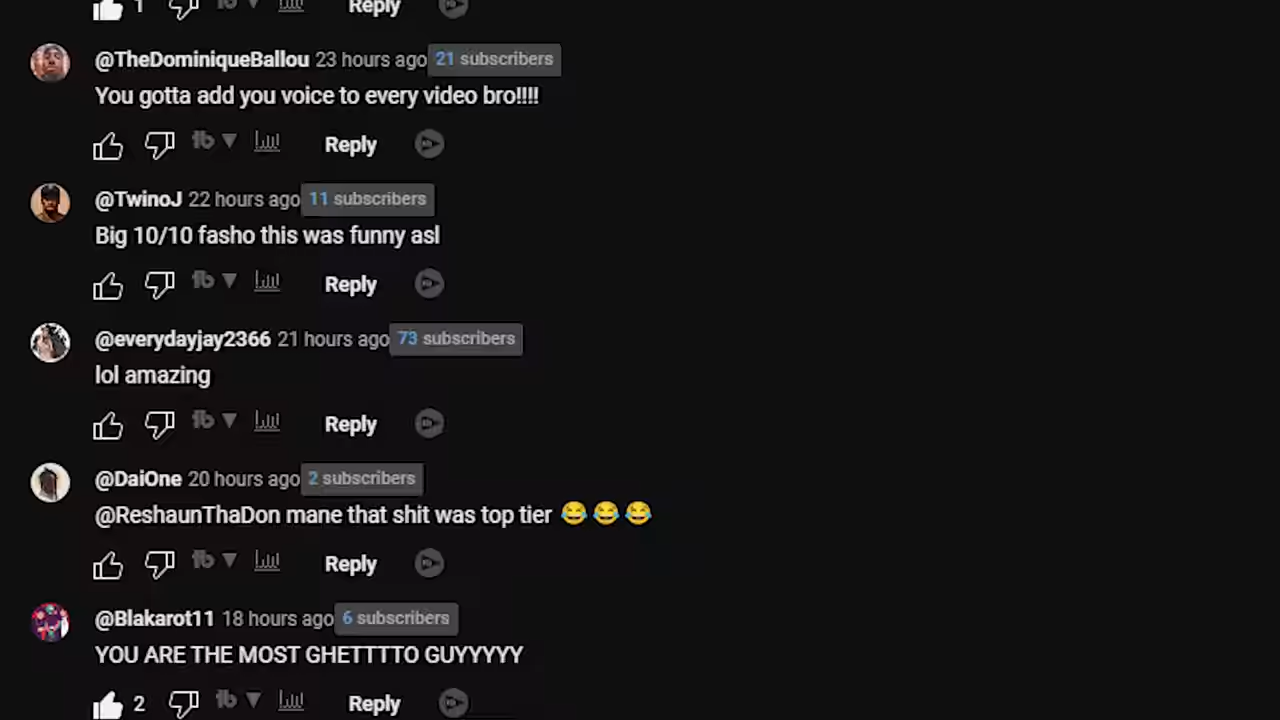 1 Reply
@TheDominiqueBallou 23 hours ago 21 subscribers
You gotta add you voice to every video bro!!!!
Reply
@TwinoJ 22 hours ago 11 subscribers
Big 10/10 fasho this was funny asl
Reply
@everydayjay2366 21 hours ago 73 subscribers
lol amazing
Reply
@DaiOne 20 hours ago 2 subscribers
@ReshaunThaDon mane that shit was top tier 😂😂😂
Reply
@Blakarot11 18 hours ago 6 subscribers
YOU ARE THE MOST GHETTTTO GUYYYYY
2 Reply